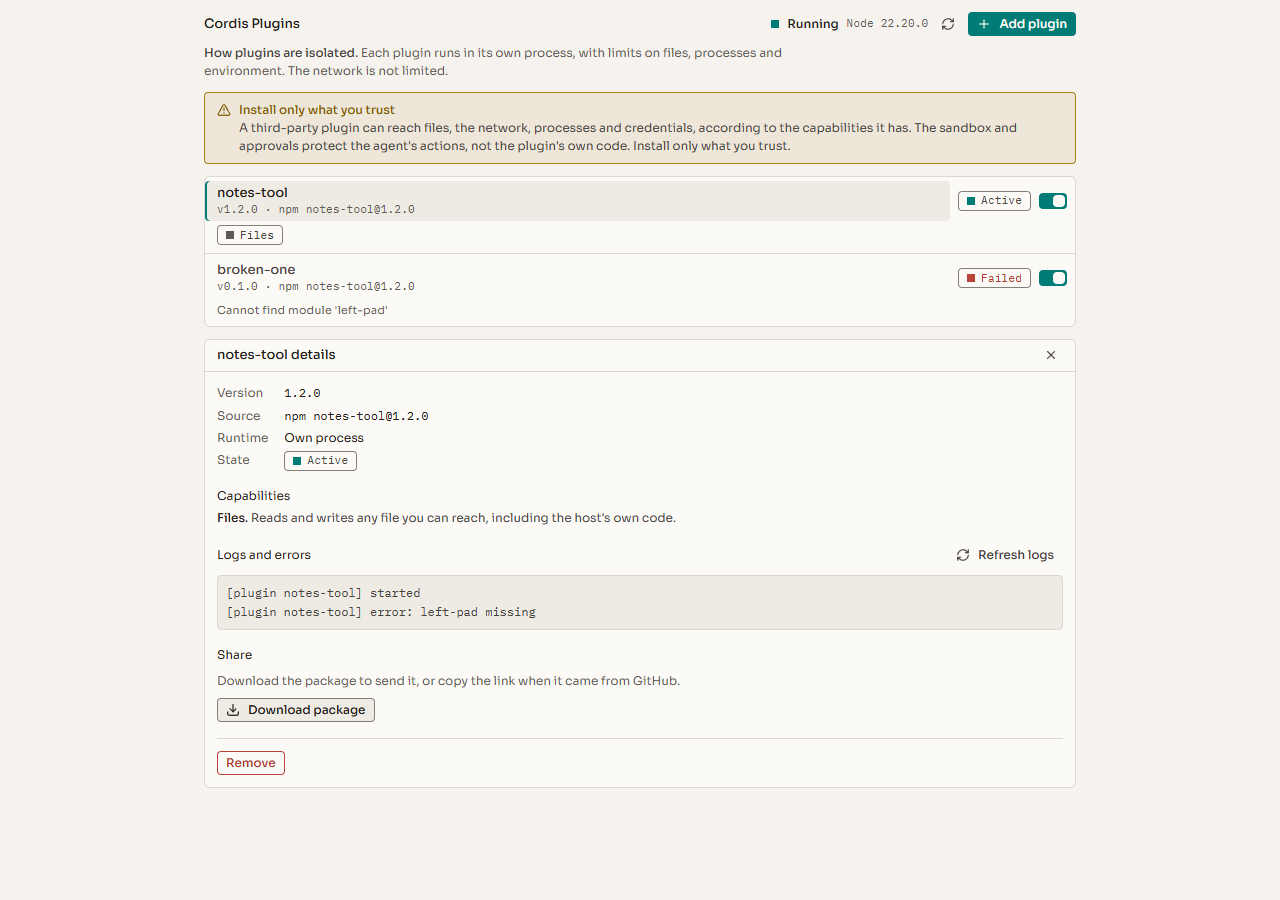 Cordis Plugins
Running Node 22.20.0
Add plugin
How plugins are isolated. Each plugin runs in its own process, with limits on files, processes and
environment. The network is not limited.
Install only what you trust
A third-party plugin can reach files, the network, processes and credentials, according to the capabilities it has. The sandbox and
approvals protect the agent's actions, not the plugin's own code. Install only what you trust.
notes-tool
v1.2.0 · npm notes-tool@1.2.0
Active
Files
broken-one
v0.1.0 · npm notes-tool@1.2.0
Failed
Cannot find module 'left-pad'
notes-tool details
Version 1.2.0
Source npm notes-tool@1.2.0
Runtime Own process
State Active
Capabilities
Files. Reads and writes any file you can reach, including the host's own code.
Logs and errors
Refresh logs
[plugin notes-tool] started
[plugin notes-tool] error: left-pad missing
Share
Download the package to send it, or copy the link when it came from GitHub.
Download package
Remove